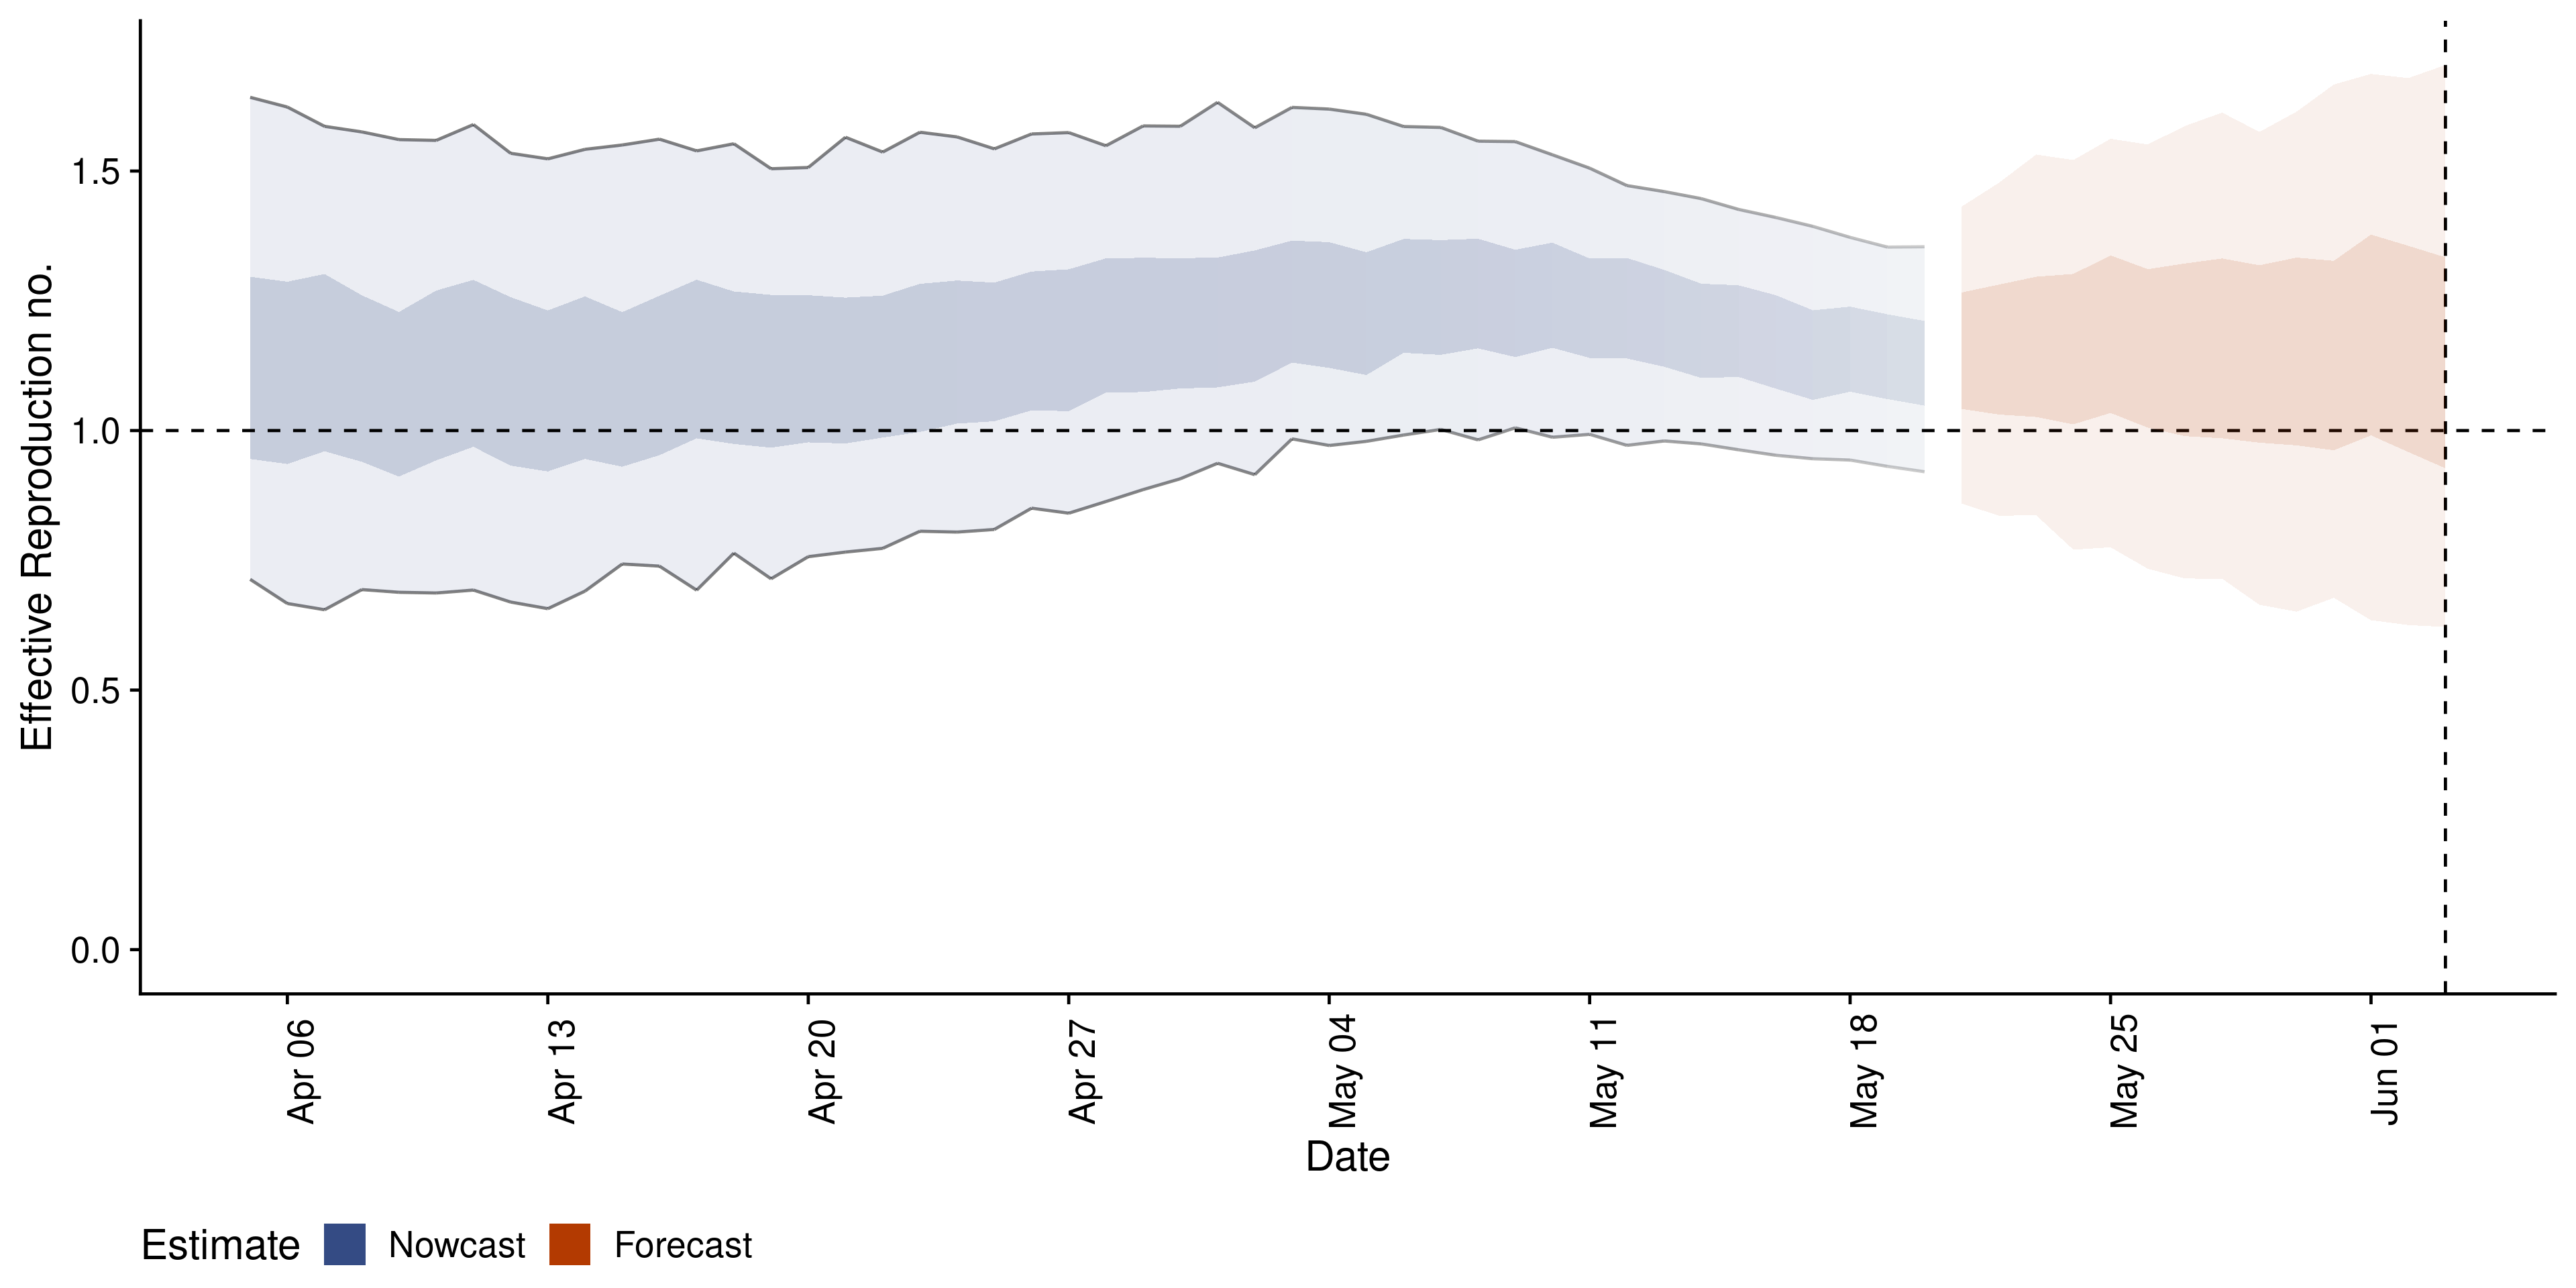 Effective Reproduction no.
1.5
1.0
0.5
0.0
Apr 06
Apr 13
Apr 20
Apr 27
May 04
May 11
May 18
May 25
Jun 01
Date
Estimate Nowcast Forecast